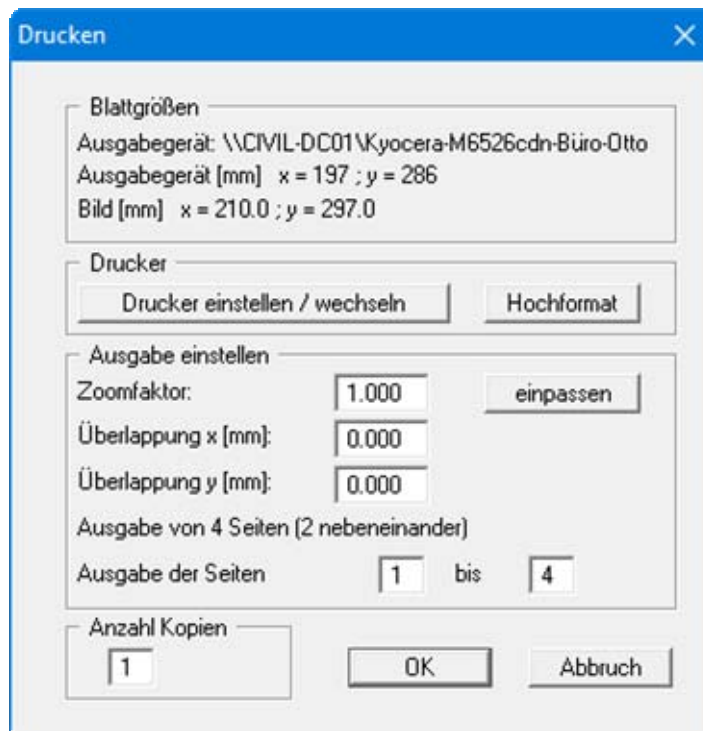 Drucken
Blattgrößen
Ausgabegerät: \\CIVIL-DC01\Kyocera-M6526cdn-Büro-Otto
Ausgabegerät [mm] x = 197 ; y = 286
Bild [mm] x = 210.0 ; y = 297.0
Drucker
Drucker einstellen / wechseln Hochformat
Ausgabe einstellen
Zoomfaktor: 1.000 einpassen
Überlappung x [mm]: 0.000
Überlappung y [mm]: 0.000
Ausgabe von 4 Seiten (2 nebeneinander)
Ausgabe der Seiten 1 bis 4
Anzahl Kopien
1 OK Abbruch